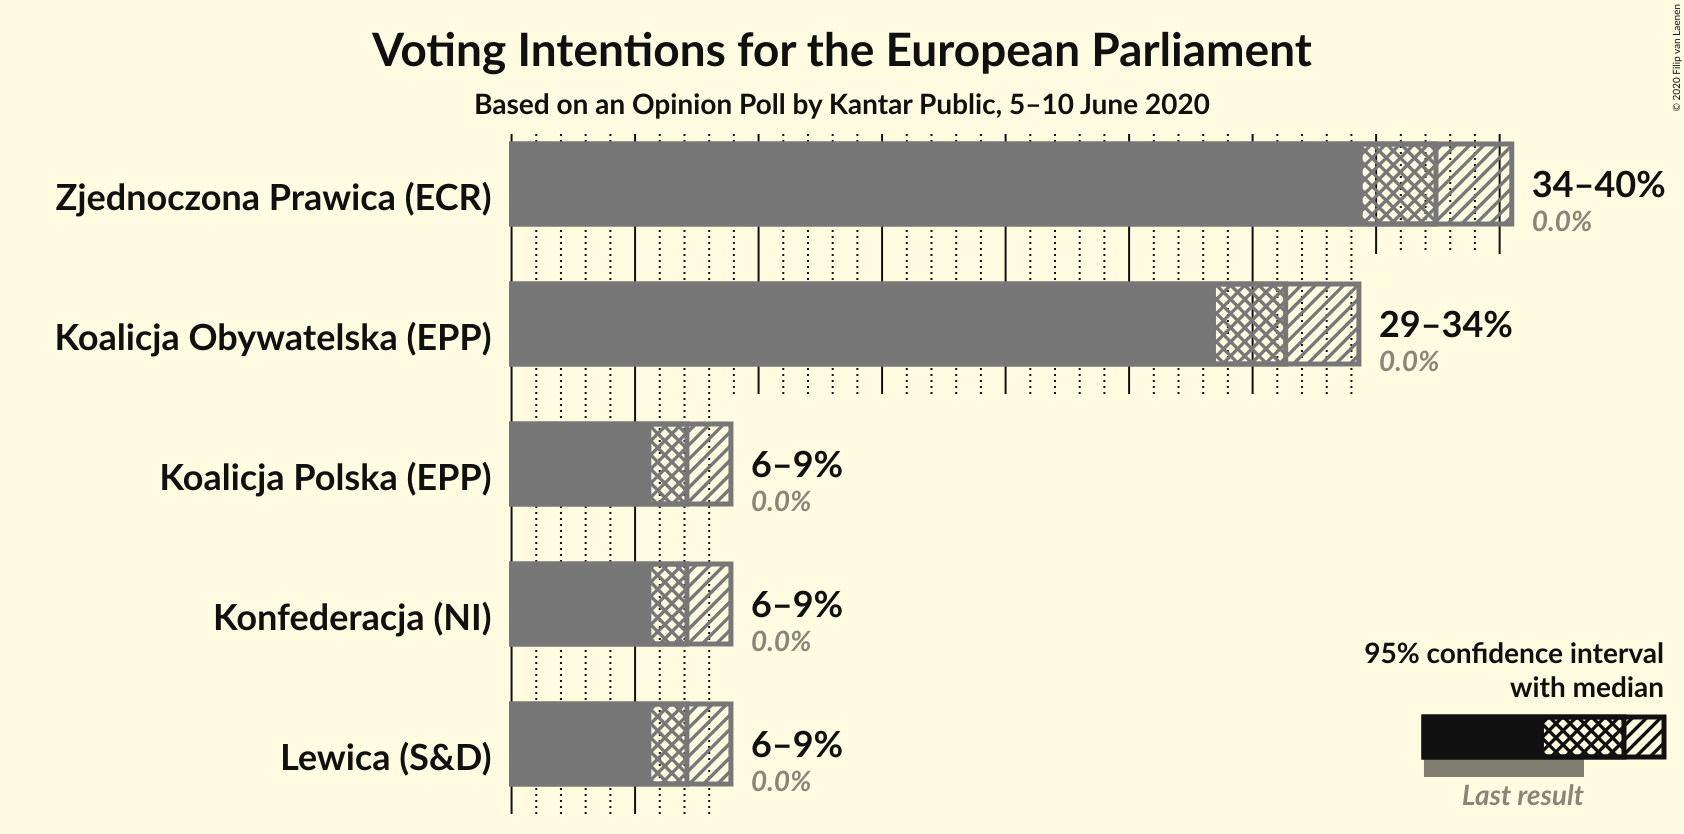 Voting Intentions for the European Parliament
Based on an Opinion Poll by Kantar Public, 5–10 June 2020
© 2020 Filip van Laenen
Zjednoczona Prawica (ECR)
34–40%
0.0%
Koalicja Obywatelska (EPP)
29–34%
0.0%
Koalicja Polska (EPP)
6–9%
0.0%
Konfederacja (NI)
6–9%
0.0%
Lewica (S&D)
6–9%
0.0%
95% confidence interval
with median
Last result